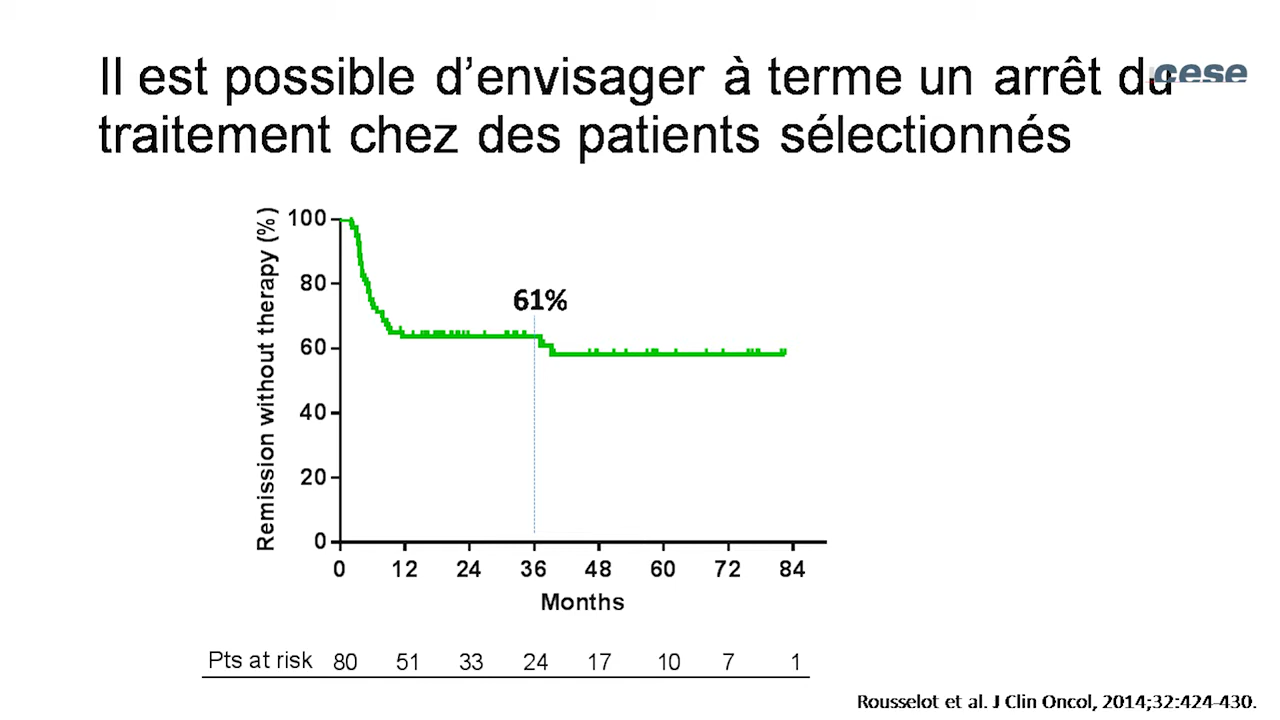 Il est possible d'envisager à terme un arrêt du
cese
traitement chez des patients sélectionnés
Remission without therapy (%)
100
80
60
40
20
0
61%
0 12 24 36 48 60 72 84
Months
Pts at risk 80 51 33 24 17 10 7 1
Rousselot et al. J Clin Oncol, 2014;32:424-430.